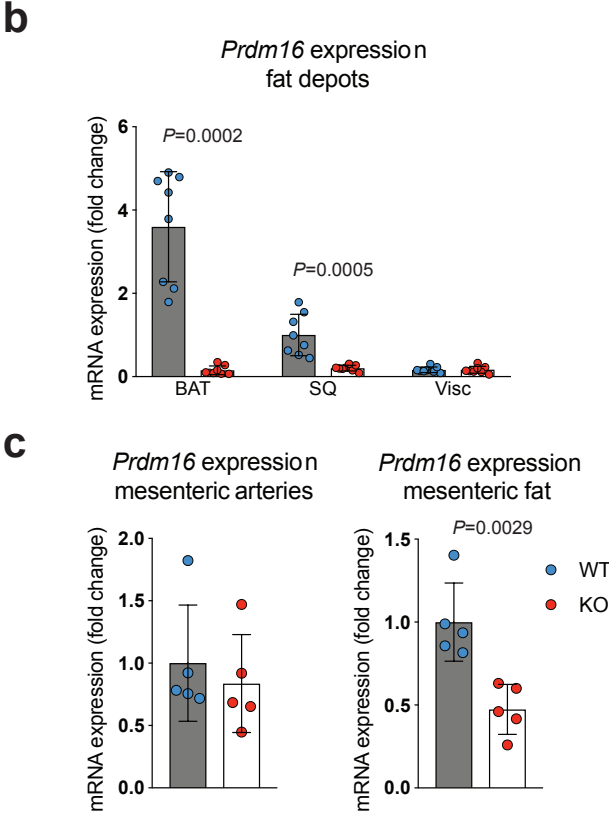 b
Prdm16 expression
fat depots
mRNA expression (fold change)
6
4
2
0
P=0.0002
P=0.0005
BAT
SQ
Visc
c
Prdm16 expression
mesenteric arteries
mRNA expression (fold change)
2.0
1.5
1.0
0.5
0.0
Prdm16 expression
mesenteric fat
P=0.0029
mRNA expression (fold change)
1.5
1.0
0.5
0.0
WT
KO